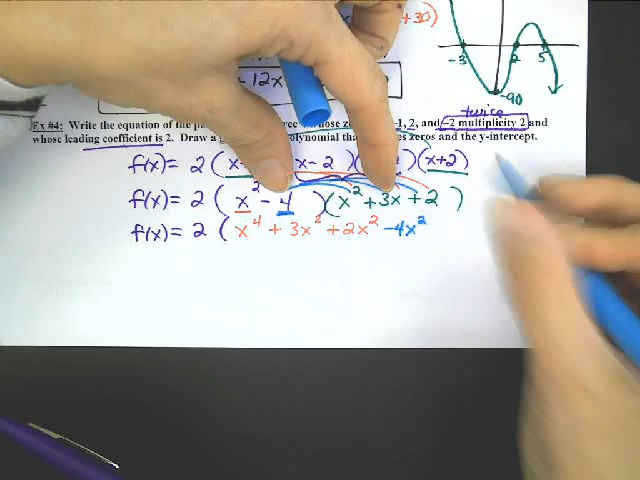 +30)
- 12x
-3 2 5
-90
twice
Ex #4: Write the equation of the whose -1, 2, and -2 multiplicity 2 and
whose leading coefficient is 2. Draw a polynomial zeros and the y-intercept.
f(x) = 2 ( x - 2 )( )(x+2)
f(x) = 2 ( x² - 4 )( x² + 3x + 2 )
f(x) = 2 ( x⁴ + 3x³ + 2x² - 4x²